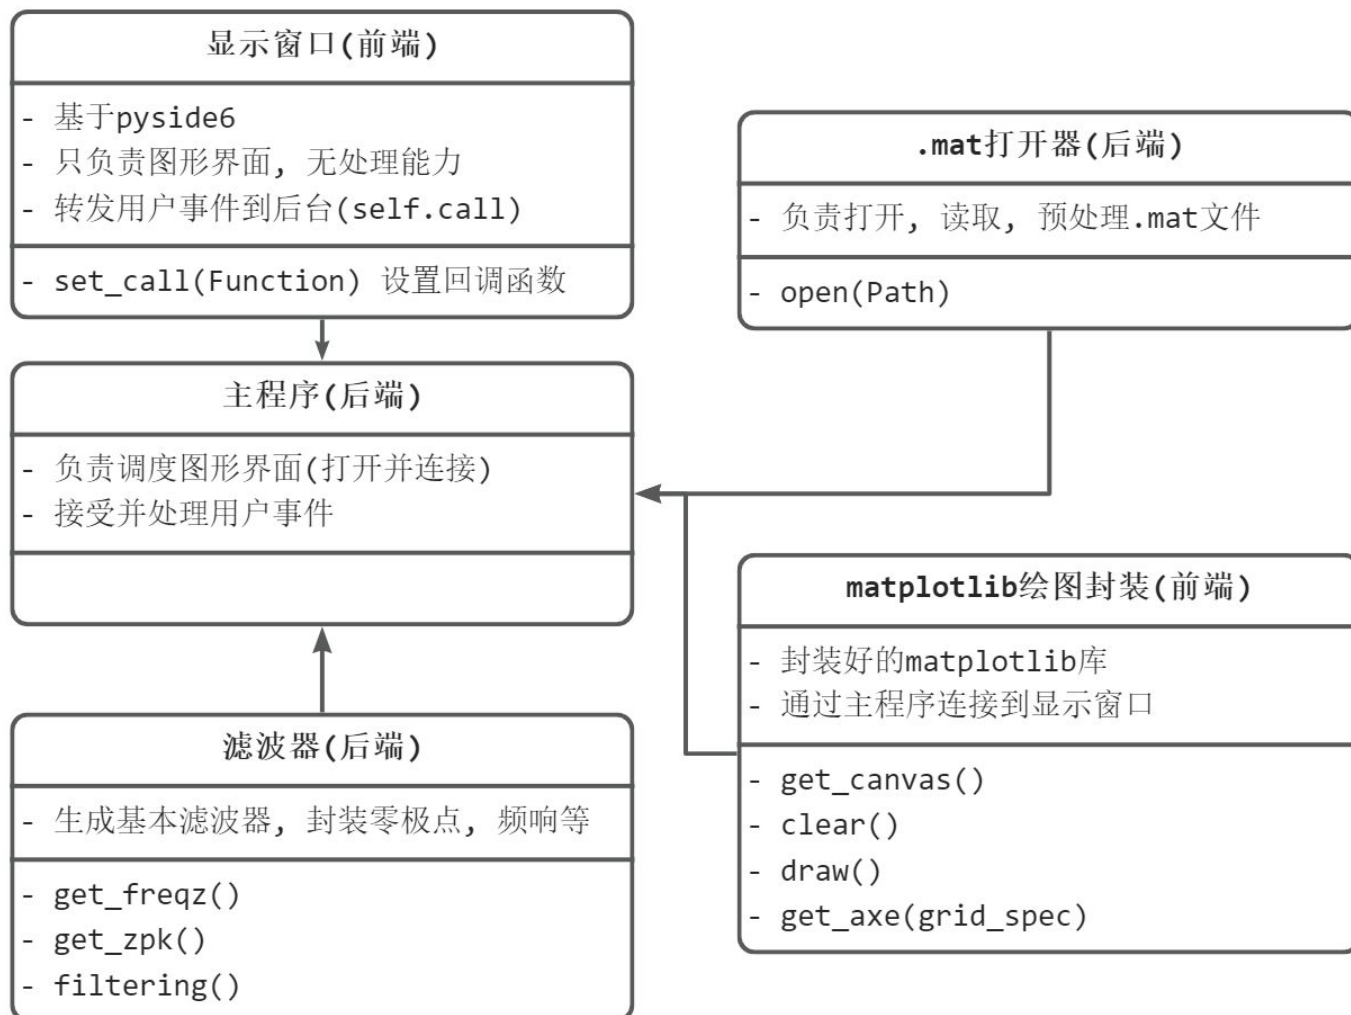 显示窗口(前端)
- 基于pyside6
- 只负责图形界面, 无处理能力
- 转发用户事件到后台(self.call)
- set_call(Function) 设置回调函数
主程序(后端)
- 负责调度图形界面(打开并连接)
- 接受并处理用户事件
滤波器(后端)
- 生成基本滤波器, 封装零极点, 频响等
- get_freqz()
- get_zpk()
- filtering()
.mat打开器(后端)
- 负责打开, 读取, 预处理.mat文件
- open(Path)
matplotlib绘图封装(前端)
- 封装好的matplotlib库
- 通过主程序连接到显示窗口
- get_canvas()
- clear()
- draw()
- get_axe(grid_spec)